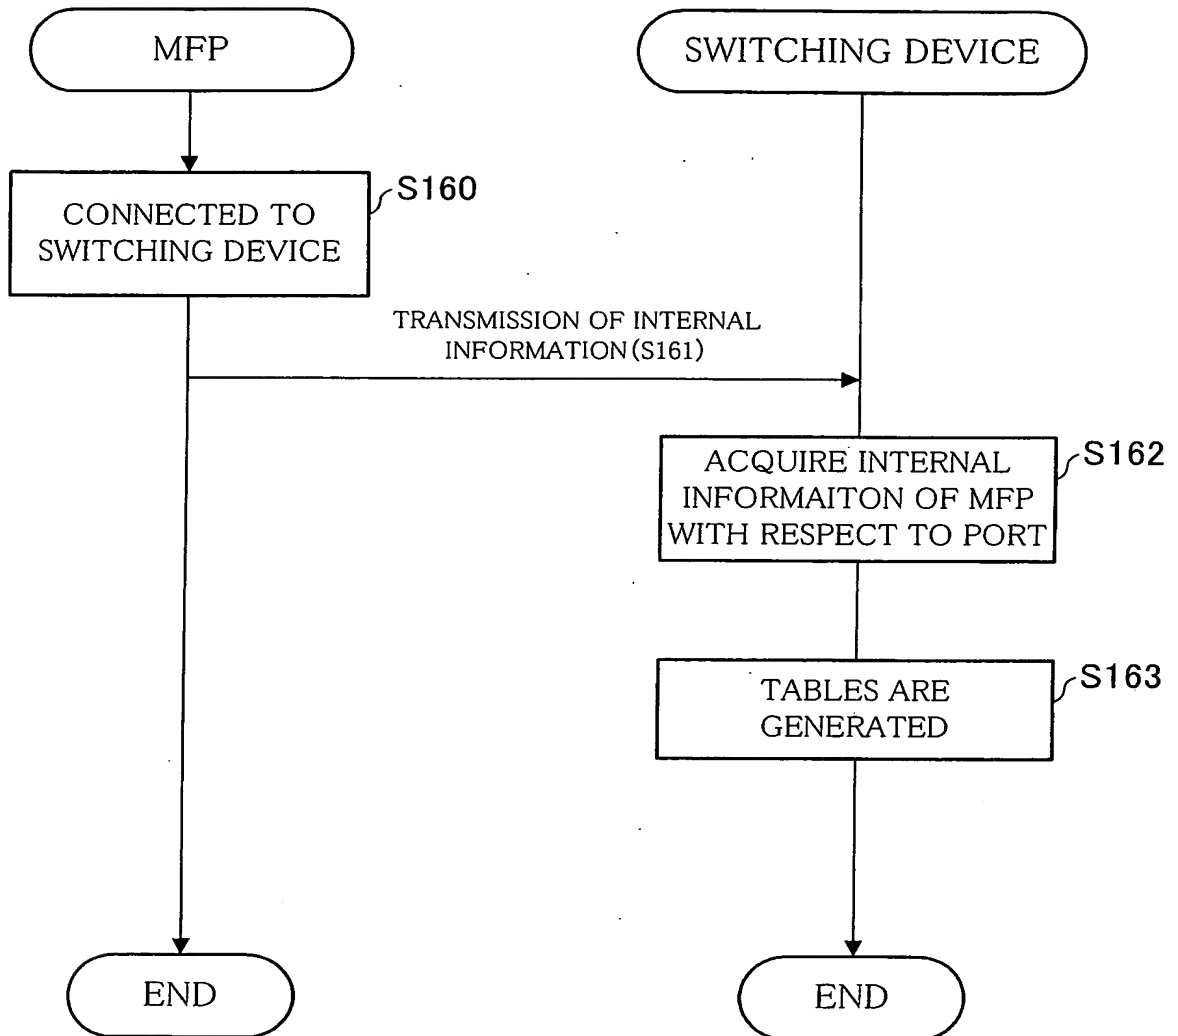 MFP
SWITCHING DEVICE
CONNECTED TO
SWITCHING DEVICE
S160
TRANSMISSION OF INTERNAL
INFORMATION(S161)
ACQUIRE INTERNAL
INFORMAITON OF MFP
WITH RESPECT TO PORT
S162
TABLES ARE
GENERATED
S163
END
END